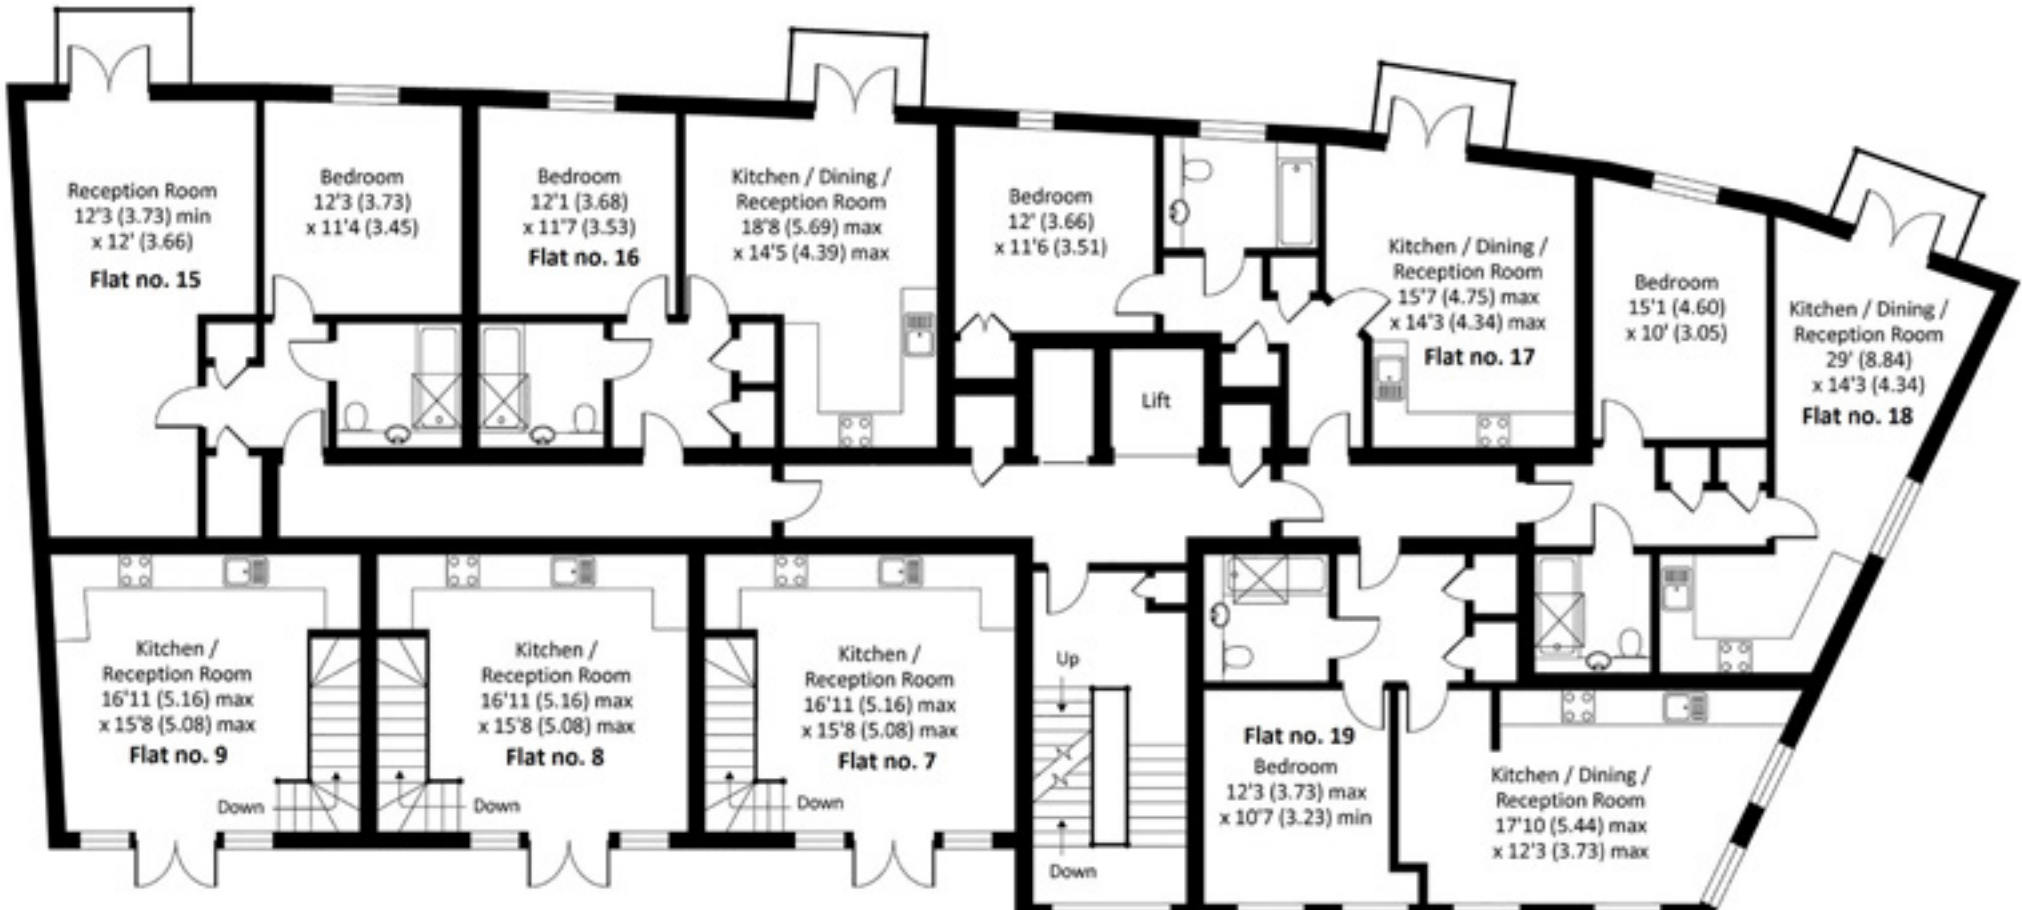 Reception Room
12'3 (3.73) min
x 12' (3.66)
Flat no. 15
Bedroom
12'3 (3.73)
x 11'4 (3.45)
Bedroom
12'1 (3.68)
x 11'7 (3.53)
Flat no. 16
Kitchen / Dining /
Reception Room
18'8 (5.69) max
x 14'5 (4.39) max
Bedroom
12' (3.66)
x 11'6 (3.51)
Kitchen / Dining /
Reception Room
15'7 (4.75) max
x 14'3 (4.34) max
Flat no. 17
Bedroom
15'1 (4.60)
x 10' (3.05)
Kitchen / Dining /
Reception Room
29' (8.84)
x 14'3 (4.34)
Flat no. 18
Lift
Kitchen /
Reception Room
16'11 (5.16) max
x 15'8 (5.08) max
Flat no. 9
Down
Kitchen /
Reception Room
16'11 (5.16) max
x 15'8 (5.08) max
Flat no. 8
Down
Kitchen /
Reception Room
16'11 (5.16) max
x 15'8 (5.08) max
Flat no. 7
Down
Up
Down
Flat no. 19
Bedroom
12'3 (3.73) max
x 10'7 (3.23) min
Kitchen / Dining /
Reception Room
17'10 (5.44) max
x 12'3 (3.73) max